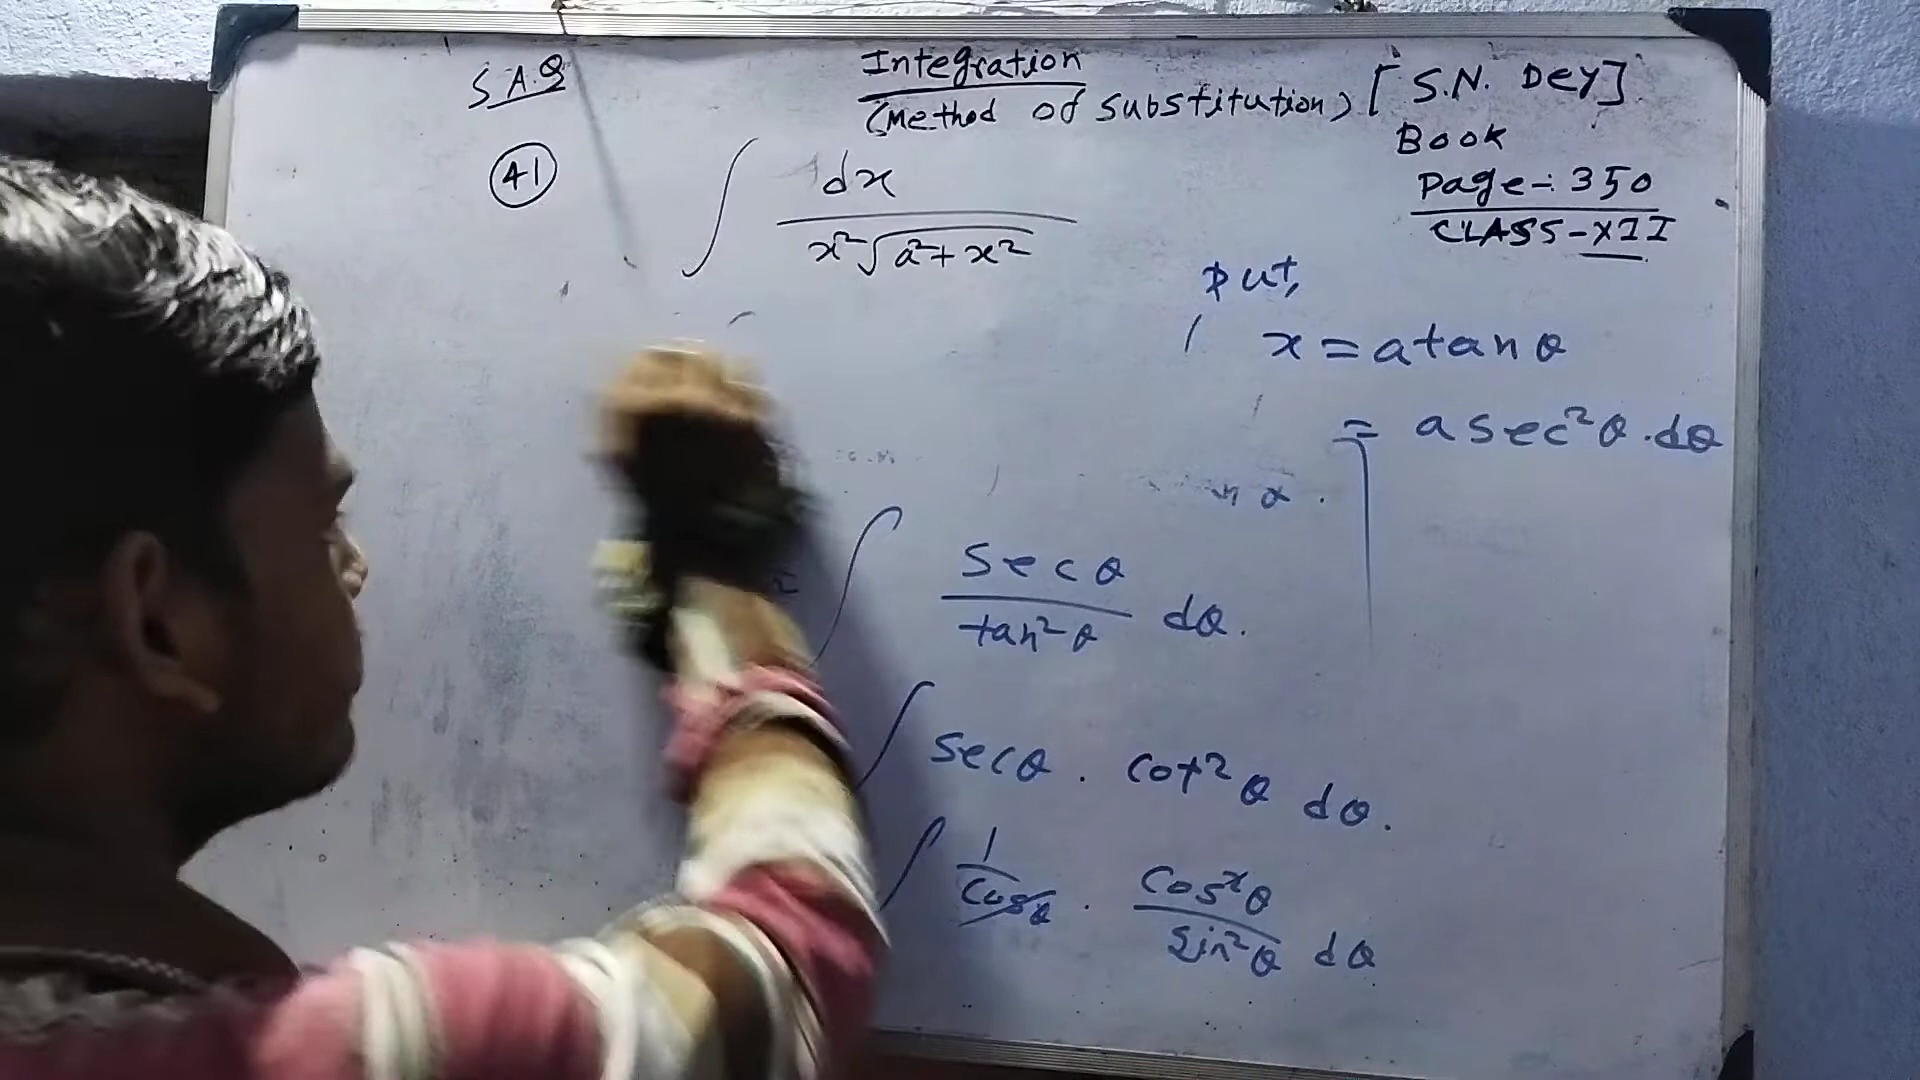 S.A.Q
Integration
(Method of substitution) [S.N. DEY]
Book
Page-: 350
CLASS-XII
(41) ∫ dx / x²√a²+x²
Put,
x = a tan θ
= a sec²θ.dθ
∫ secθ / tan²θ dθ.
∫ secθ . cot²θ dθ.
∫ 1/cosθ . cos²θ / sin²θ dθ